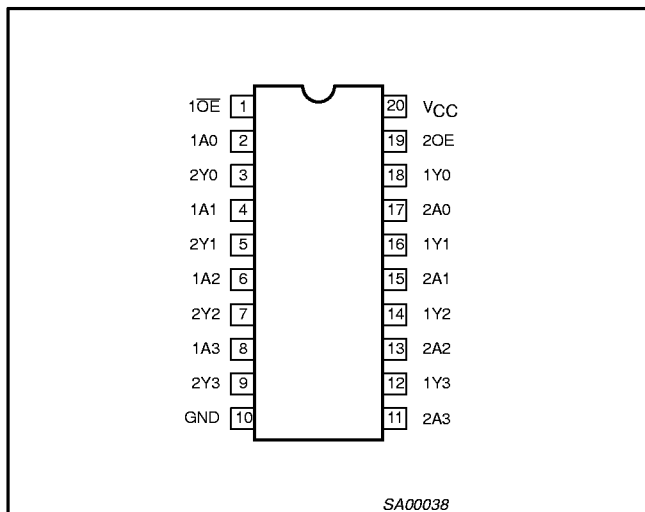 1O̅E̅ 1 20 VCC
1A0 2 19 2OE
2Y0 3 18 1Y0
1A1 4 17 2A0
2Y1 5 16 1Y1
1A2 6 15 2A1
2Y2 7 14 1Y2
1A3 8 13 2A2
2Y3 9 12 1Y3
GND 10 11 2A3
SA00038